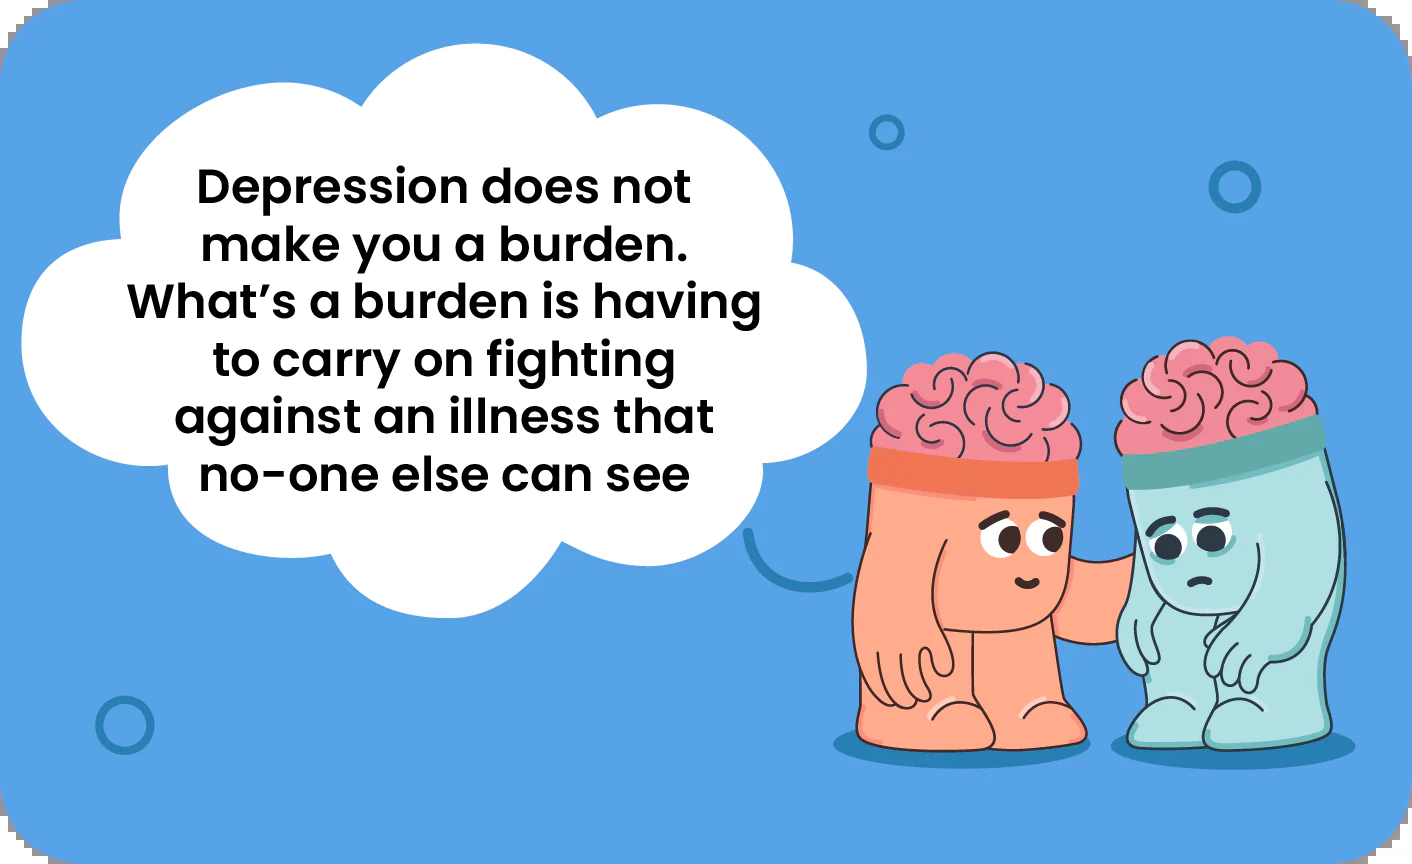 Depression does not
make you a burden.
What’s a burden is having
to carry on fighting
against an illness that
no-one else can see